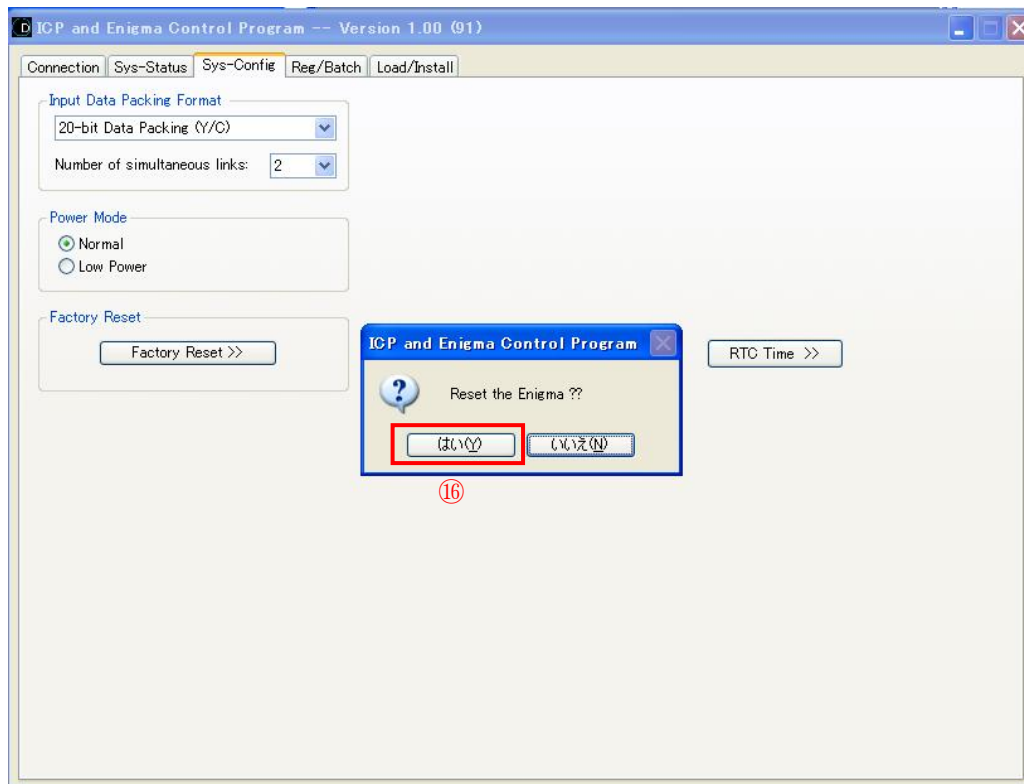 ICP and Enigma Control Program -- Version 1.00 (91)
Connection Sys-Status Sys-Config Reg/Batch Load/Install
Input Data Packing Format
20-bit Data Packing (Y/C)
Number of simultaneous links: 2
Power Mode
Normal
Low Power
Factory Reset
Factory Reset >>
ICP and Enigma Control Program
Reset the Enigma ??
はい(Y) いいえ(N)
RTC Time >>
⑯